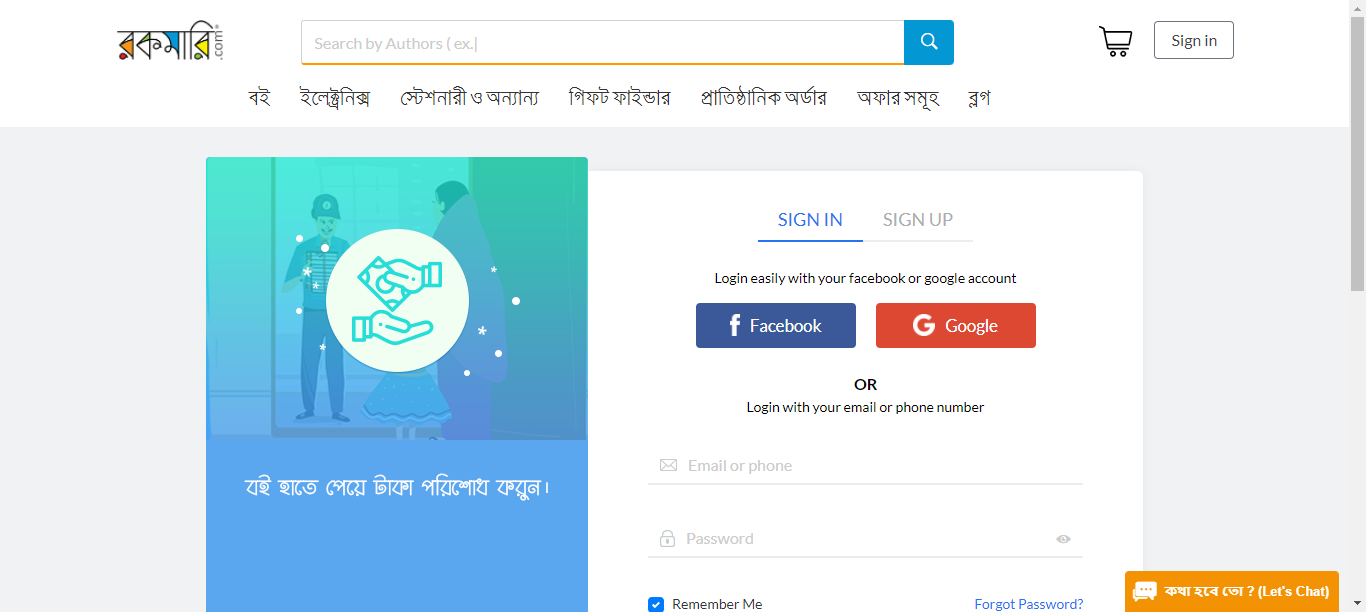 রকমারি.com
Search by Authors ( ex.|
Sign in
বই ইলেক্ট্রনিক্স স্টেশনারী ও অন্যান্য গিফট ফাইন্ডার প্রাতিষ্ঠানিক অর্ডার অফার সমূহ ব্লগ
SIGN IN SIGN UP
Login easily with your facebook or google account
Facebook Google
OR
Login with your email or phone number
Email or phone
বই হাতে পেয়ে টাকা পরিশোধ করুন।
Password
Remember Me Forgot Password?
কথা হবে তো ? (Let's Chat)